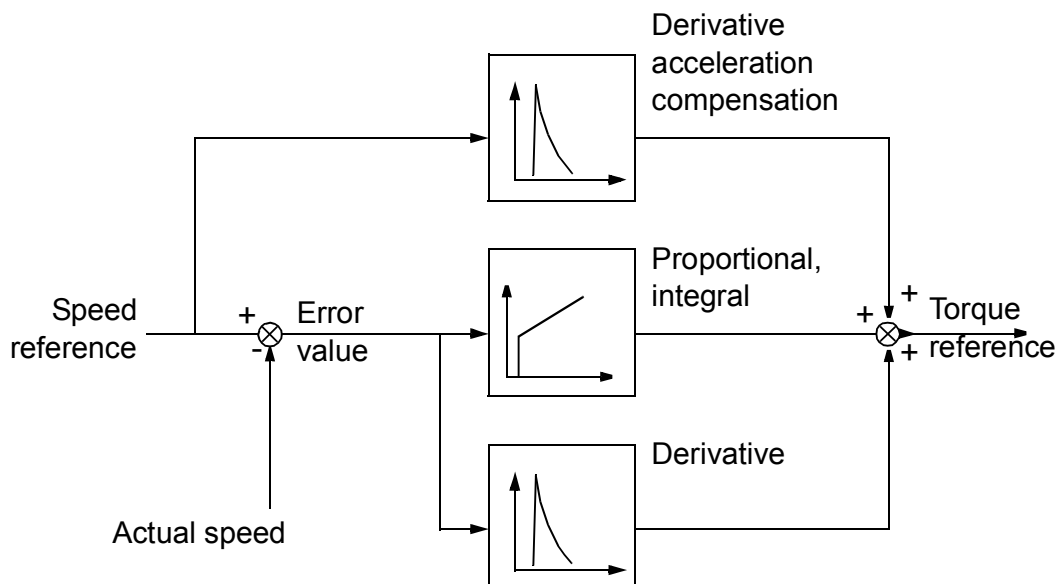 Derivative
acceleration
compensation
Proportional,
integral
Speed
reference
+
-
Error
value
+
+
+
Torque
reference
Derivative
Actual speed